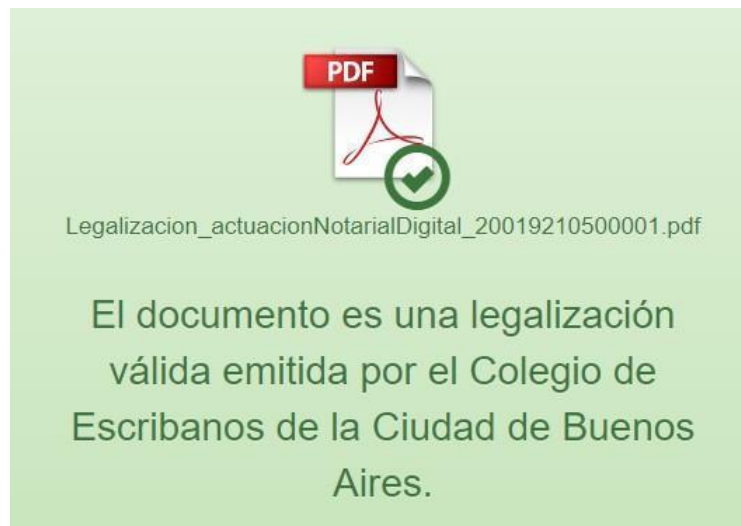 PDF
Legalizacion_actuacionNotarialDigital_20019210500001.pdf
El documento es una legalización
válida emitida por el Colegio de
Escribanos de la Ciudad de Buenos
Aires.